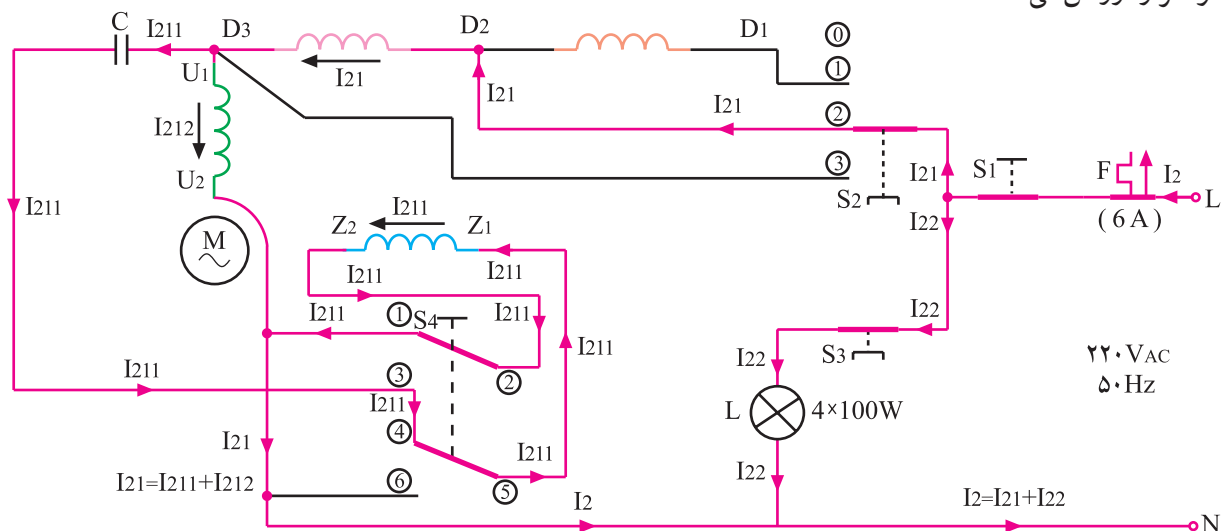 C I211 D3 D2 D1 ⓪
①
U1 I21 I21 I21 ②
I212
U2 ③ I21 S1 F I2 L
S2 (6A)
I211 I211 I22
M Z2 Z1
I211 I211
I211 ① S4 I211 I22
I211 S3
② I22 ۲۲۰VAC
I211 ③ ۵۰Hz
I211 L 4×100W
④
I21 I211 I22
I21=I211+I212 ⑥ ⑤
I2 I2=I21+I22
N